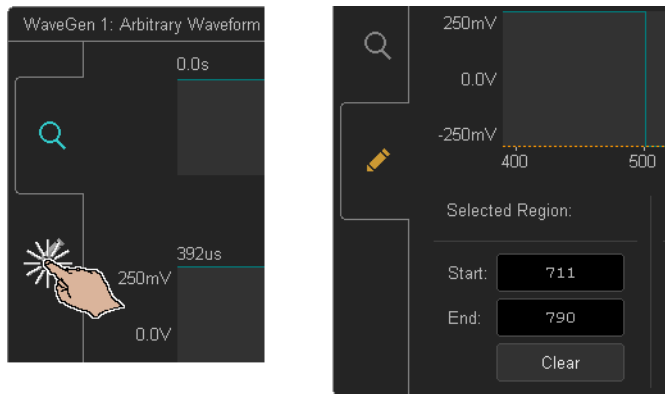 WaveGen 1: Arbitrary Waveform
0.0s
392us
250mV
0.0V
250mV
0.0V
-250mV
400 500
Selected Region:
Start: 711
End: 790
Clear